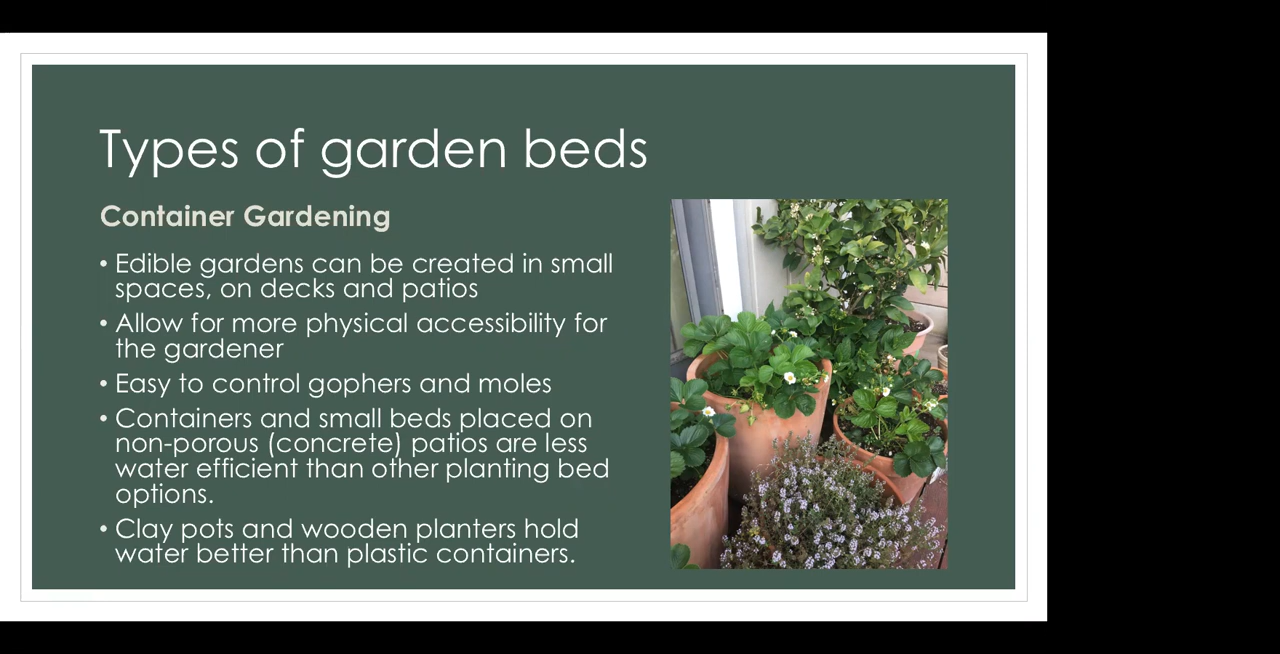 Types of garden beds
Container Gardening
• Edible gardens can be created in small
spaces, on decks and patios
• Allow for more physical accessibility for
the gardener
• Easy to control gophers and moles
• Containers and small beds placed on
non-porous (concrete) patios are less
water efficient than other planting bed
options.
• Clay pots and wooden planters hold
water better than plastic containers.